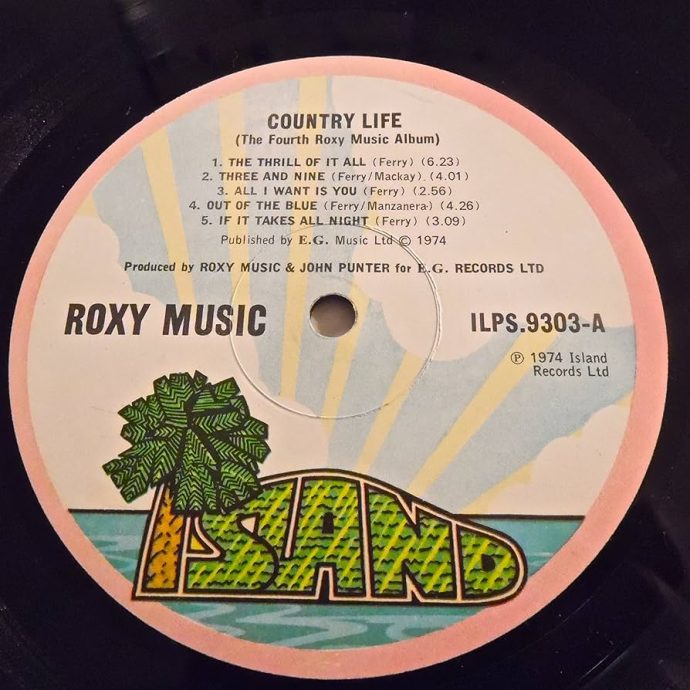 COUNTRY LIFE
(The Fourth Roxy Music Album)
1. THE THRILL OF IT ALL (Ferry) (6.23)
2. THREE AND NINE (Ferry/Mackay) (4.01)
3. ALL I WANT IS YOU (Ferry) (2.56)
4. OUT OF THE BLUE (Ferry/Manzanera) (4.26)
5. IF IT TAKES ALL NIGHT (Ferry) (3.09)
Published by E.G. Music Ltd © 1974
Produced by ROXY MUSIC & JOHN PUNTER for E.G. RECORDS LTD
ROXY MUSIC
ILPS.9303-A
℗ 1974 Island
Records Ltd
ISLAND